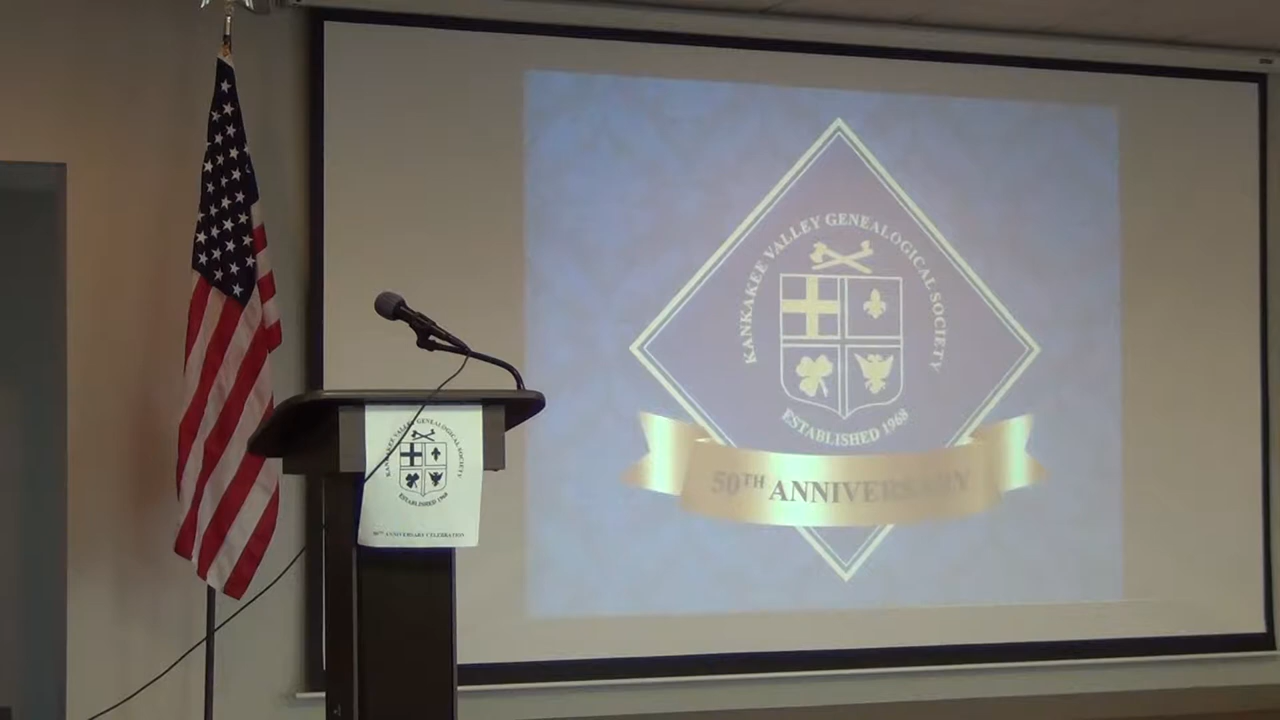 KANKAKEE VALLEY GENEALOGICAL SOCIETY
ESTABLISHED 1968
50TH ANNIVERSARY
KANKAKEE VALLEY GENEALOGICAL SOCIETY
ESTABLISHED 1968
50TH ANNIVERSARY CELEBRATION